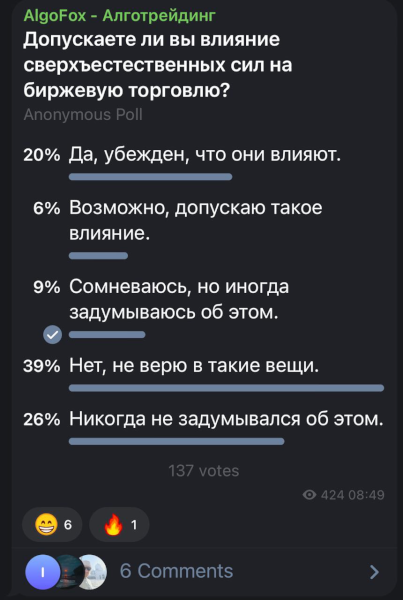 AlgoFox - Алготрейдинг
Допускаете ли вы влияние
сверхъестественных сил на
биржевую торговлю?
Anonymous Poll
20% Да, убежден, что они влияют.
6% Возможно, допускаю такое
влияние.
9% Сомневаюсь, но иногда
задумываюсь об этом.
39% Нет, не верю в такие вещи.
26% Никогда не задумывался об этом.
137 votes
424 08:49
6 1
I 6 Comments